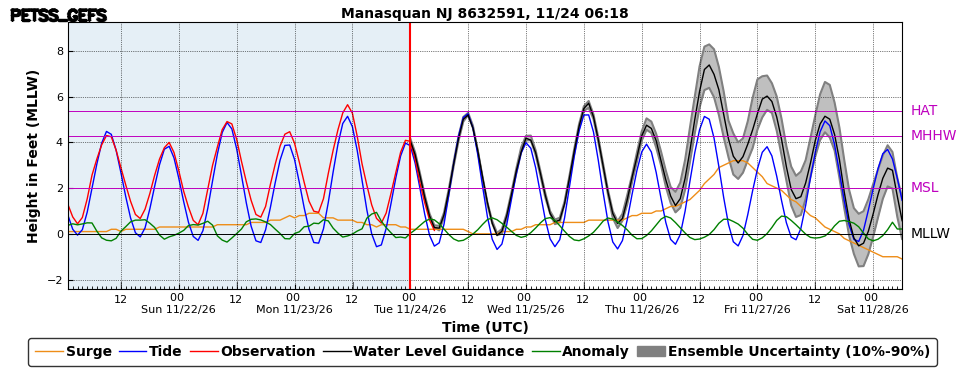 PETSS_GEFS
Manasquan NJ 8632591, 11/24 06:18
Height in Feet (MLLW)
8
6
4
2
0
−2
HAT
MHHW
MSL
MLLW
12 00 12 00 12 00 12 00 12 00 12 00 12 00
Sun 11/22/26 Mon 11/23/26 Tue 11/24/26 Wed 11/25/26 Thu 11/26/26 Fri 11/27/26 Sat 11/28/26
Time (UTC)
Surge Tide Observation Water Level Guidance Anomaly Ensemble Uncertainty (10%-90%)